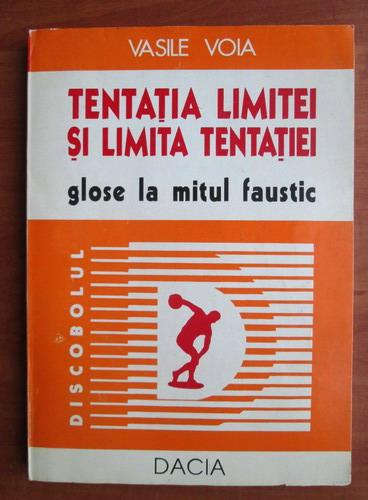 VASILE VOIA
TENTAȚIA LIMITEI
ȘI LIMITA TENTAȚIEI
glose la mitul faustic
DISCOBOLUL
DACIA